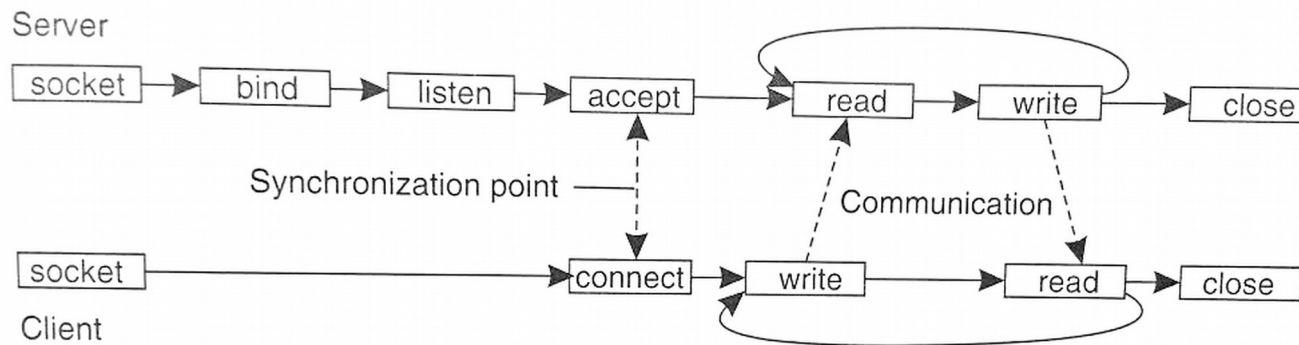 Server
socket bind listen accept read write close
Synchronization point
Communication
socket connect write read close
Client